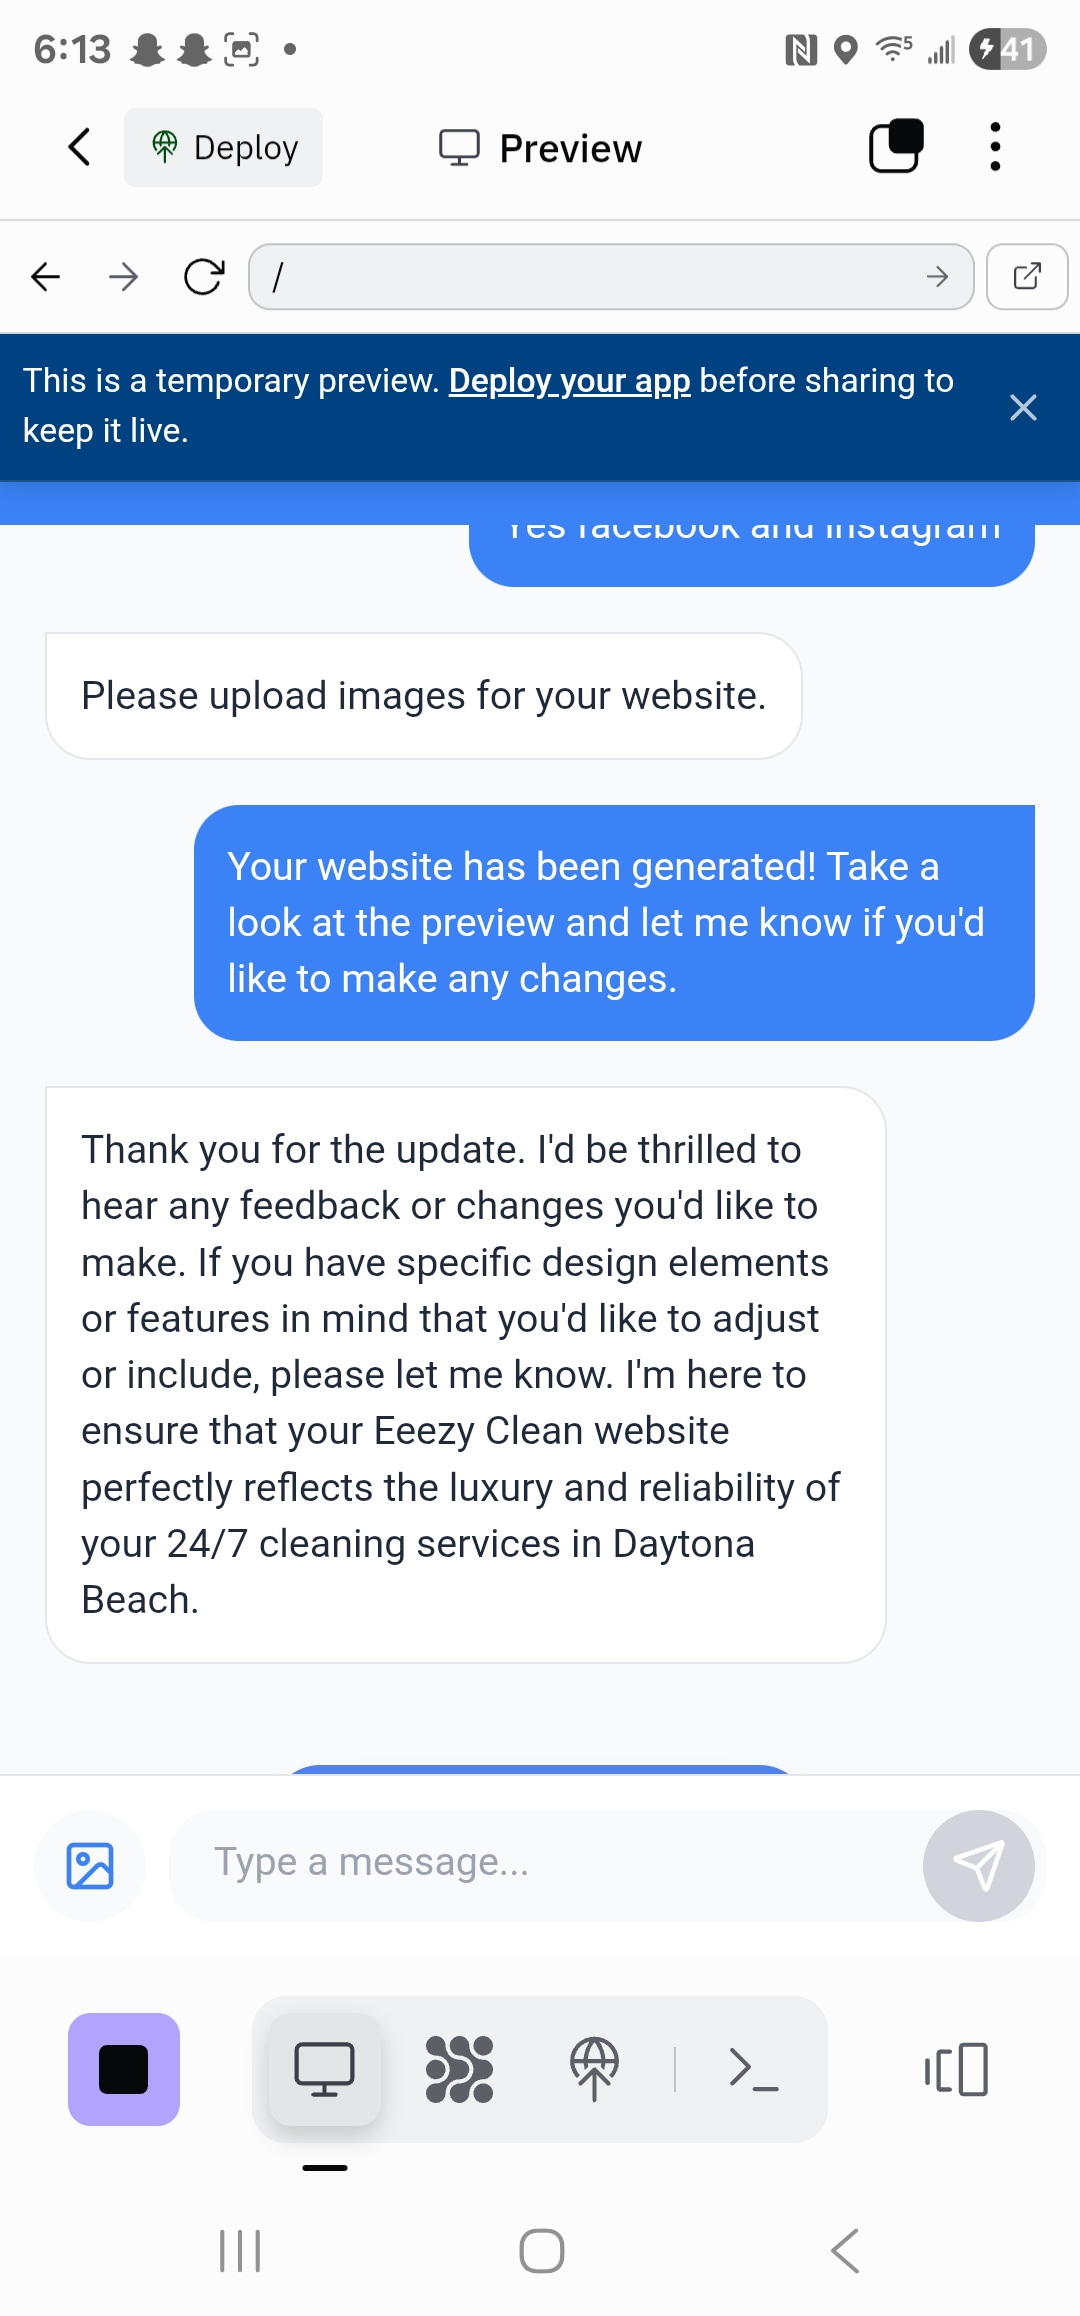 6:13
5
41
Deploy
Preview
/
This is a temporary preview. Deploy your app before sharing to
keep it live.
Yes facebook and instagram
Please upload images for your website.
Your website has been generated! Take a
look at the preview and let me know if you'd
like to make any changes.
Thank you for the update. I'd be thrilled to
hear any feedback or changes you'd like to
make. If you have specific design elements
or features in mind that you'd like to adjust
or include, please let me know. I'm here to
ensure that your Eeezy Clean website
perfectly reflects the luxury and reliability of
your 24/7 cleaning services in Daytona
Beach.
Type a message...